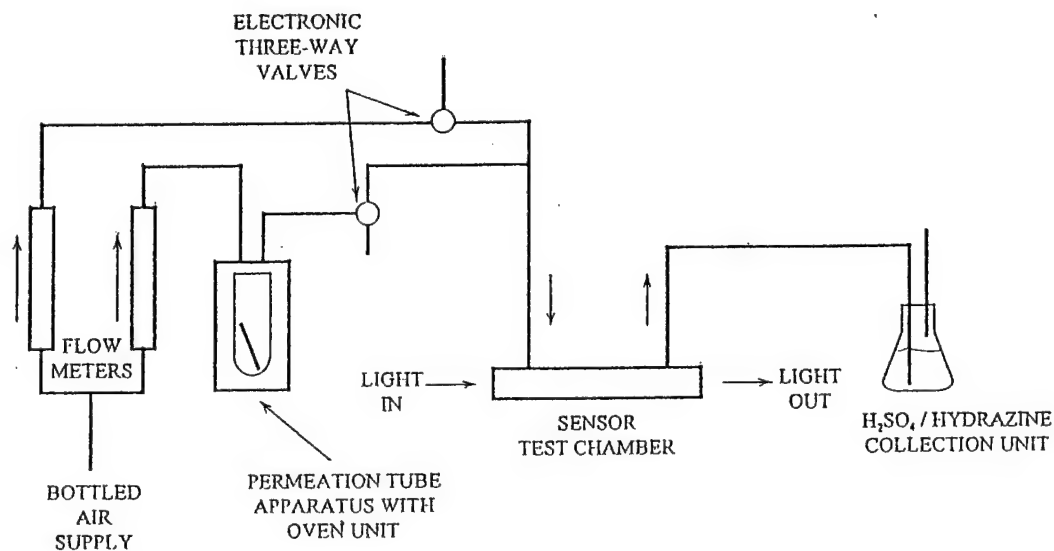 ELECTRONIC
THREE-WAY
VALVES
FLOW
METERS
LIGHT
IN
LIGHT
OUT
SENSOR
TEST CHAMBER
H₂SO₄ / HYDRAZINE
COLLECTION UNIT
PERMEATION TUBE
APPARATUS WITH
OVEN UNIT
BOTTLED
AIR
SUPPLY